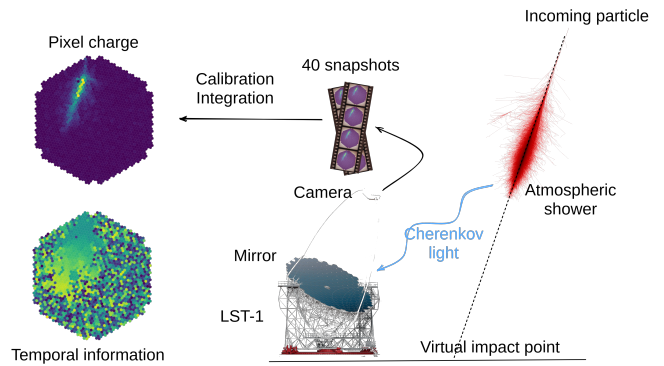 Incoming particle
Pixel charge
40 snapshots
Calibration
Integration
Camera
Atmospheric
shower
Cherenkov
light
Mirror
LST-1
Virtual impact point
Temporal information